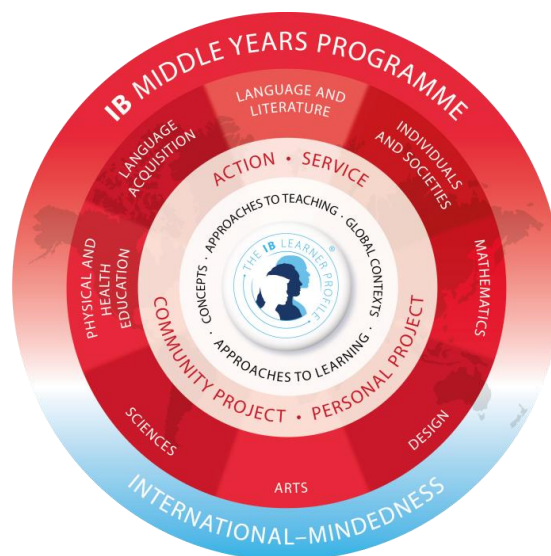 IB MIDDLE YEARS PROGRAMME
LANGUAGE AND
LITERATURE
INDIVIDUALS
AND SOCIETIES
MATHEMATICS
DESIGN
ARTS
SCIENCES
PHYSICAL AND
HEALTH
EDUCATION
LANGUAGE
ACQUISITION
ACTION • SERVICE
PERSONAL PROJECT
COMMUNITY PROJECT •
APPROACHES TO TEACHING ·
GLOBAL CONTEXTS ·
APPROACHES TO LEARNING ·
CONCEPTS ·
THE IB LEARNER PROFILE ®
INTERNATIONAL–MINDEDNESS